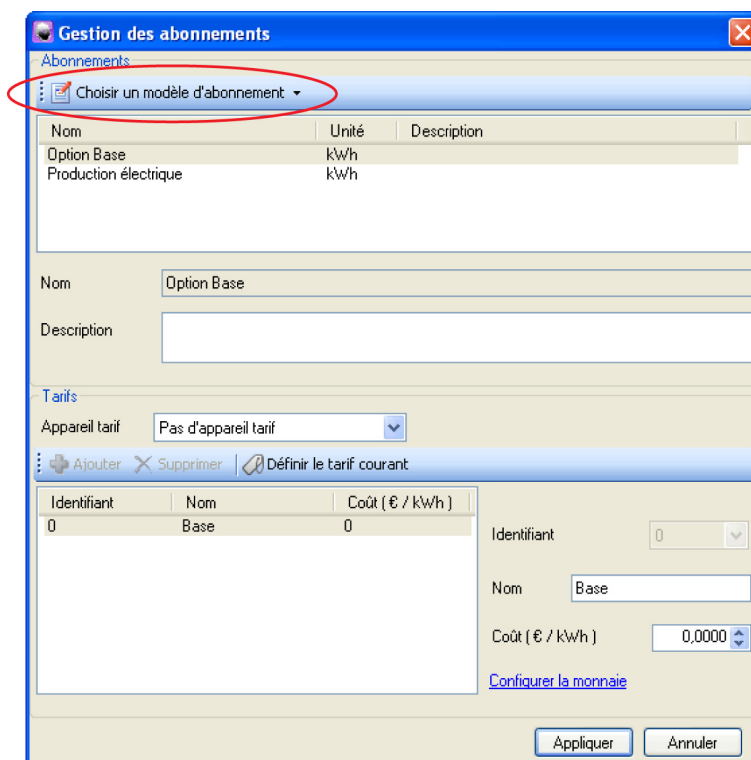 Gestion des abonnements
Abonnements
Choisir un modèle d'abonnement
Nom Unité Description
Option Base kWh
Production électrique kWh
Nom Option Base
Description
Tarifs
Appareil tarif Pas d'appareil tarif
Ajouter Supprimer Définir le tarif courant
Identifiant Nom Coût ( € / kWh )
0 Base 0
Identifiant 0
Nom Base
Coût ( € / kWh ) 0,0000
Configurer la monnaie
Appliquer Annuler